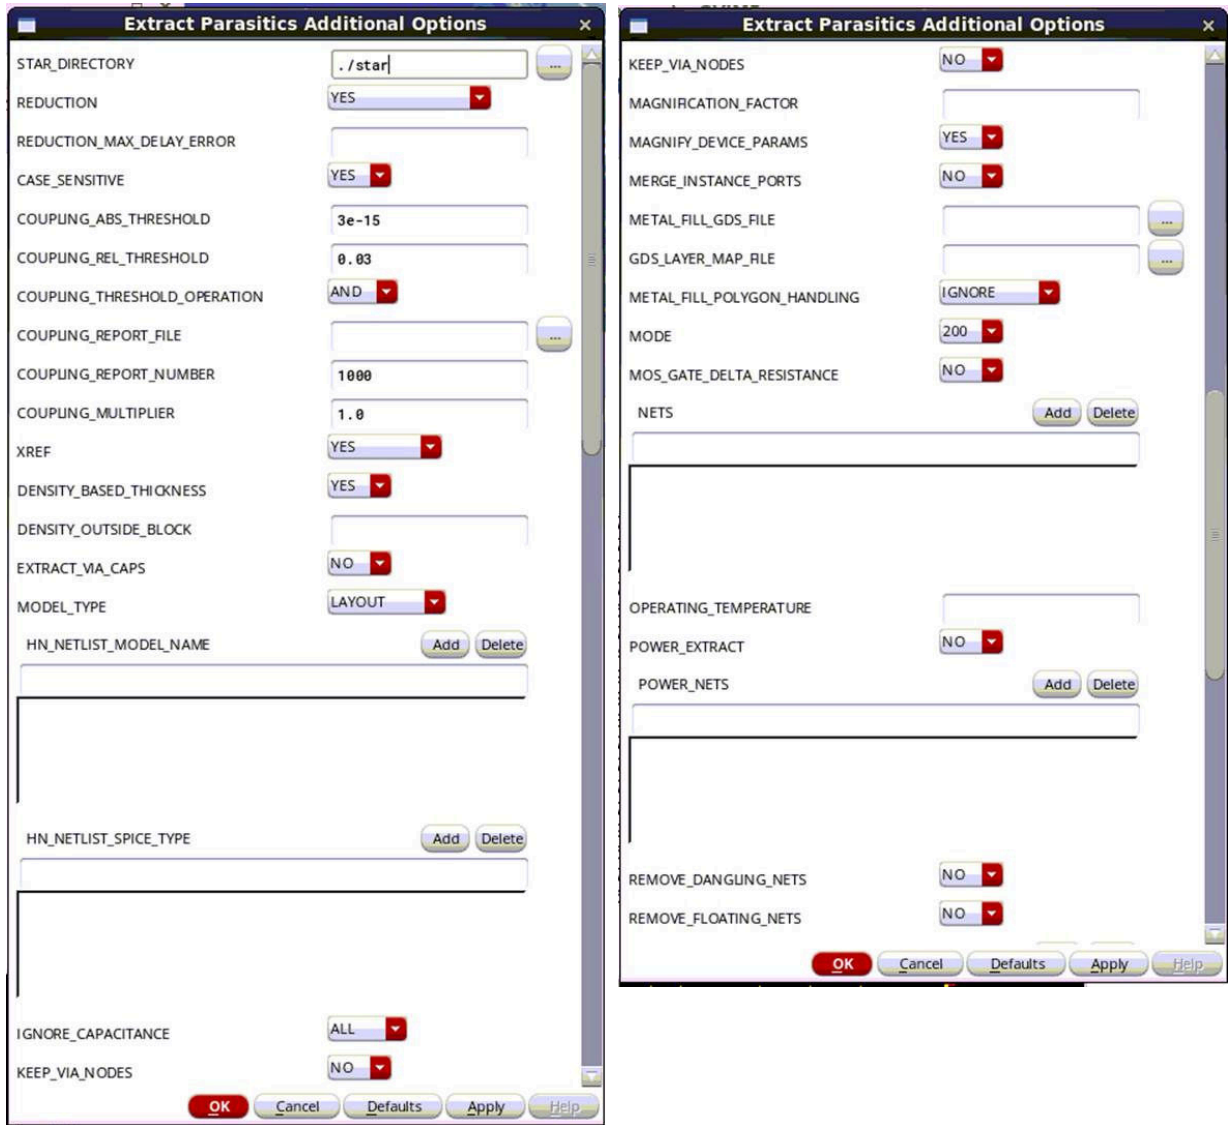 Extract Parasitics Additional Options
STAR_DIRECTORY ./star ...
REDUCTION YES
REDUCTION_MAX_DELAY_ERROR
CASE_SENSITIVE YES
COUPLING_ABS_THRESHOLD 3e-15
COUPLING_REL_THRESHOLD 0.03
COUPLING_THRESHOLD_OPERATION AND
COUPLING_REPORT_FILE ...
COUPLING_REPORT_NUMBER 1000
COUPLING_MULTIPLIER 1.0
XREF YES
DENSITY_BASED_THICKNESS YES
DENSITY_OUTSIDE_BLOCK
EXTRACT_VIA_CAPS NO
MODEL_TYPE LAYOUT
HN_NETLIST_MODEL_NAME Add Delete
HN_NETLIST_SPICE_TYPE Add Delete
IGNORE_CAPACITANCE ALL
KEEP_VIA_NODES NO
OK Cancel Defaults Apply Help
Extract Parasitics Additional Options
KEEP_VIA_NODES NO
MAGNIFICATION_FACTOR
MAGNIFY_DEVICE_PARAMS YES
MERGE_INSTANCE_PORTS NO
METAL_FILL_GDS_FILE ...
GDS_LAYER_MAP_FILE ...
METAL_FILL_POLYGON_HANDLING IGNORE
MODE 200
MOS_GATE_DELTA_RESISTANCE NO
NETS Add Delete
OPERATING_TEMPERATURE
POWER_EXTRACT NO
POWER_NETS Add Delete
REMOVE_DANGLING_NETS NO
REMOVE_FLOATING_NETS NO
OK Cancel Defaults Apply Help